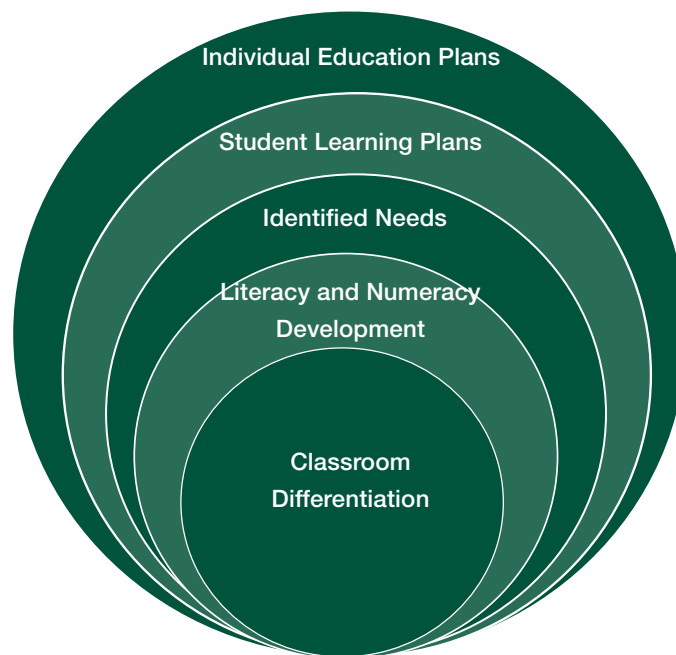 Individual Education Plans
Student Learning Plans
Identified Needs
Literacy and Numeracy
Development
Classroom
Differentiation